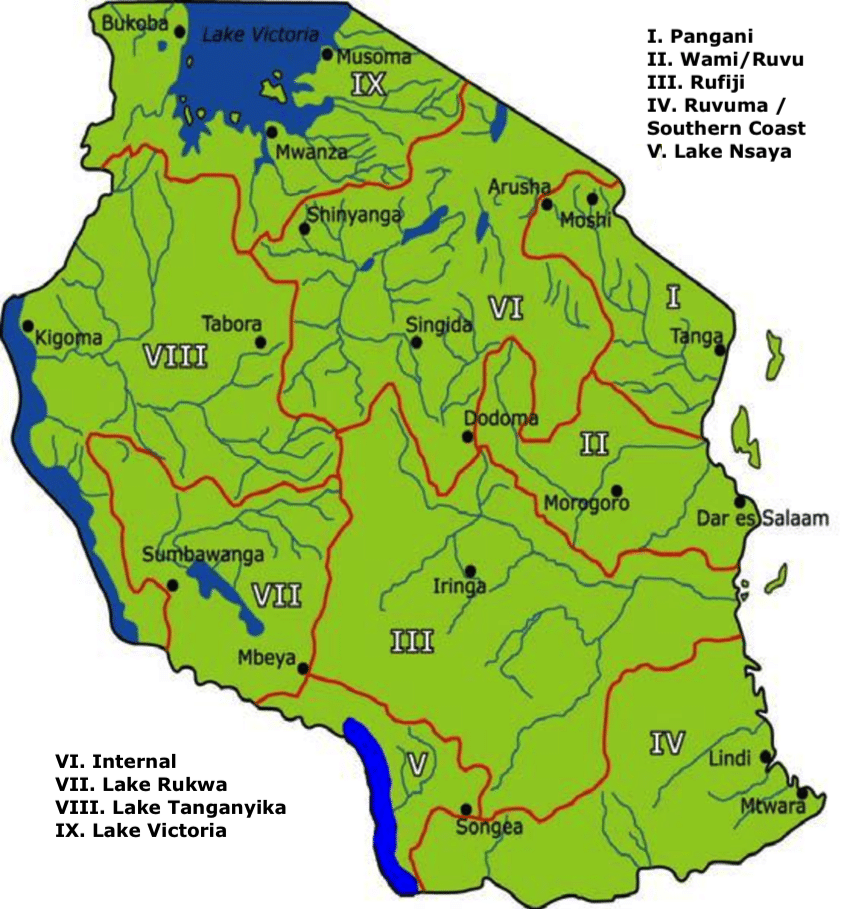 Bukoba
Lake Victoria
Musoma
IX
Mwanza
I. Pangani
II. Wami/Ruvu
III. Rufiji
IV. Ruvuma /
Southern Coast
V. Lake Nsaya
Arusha
Moshi
Shinyanga
I
VI
Kigoma
Tabora
Singida
Tanga
VIII
Dodoma
II
Morogoro
Dar es Salaam
Sumbawanga
VII
Iringa
III
Mbeya
IV
V
Lindi
Mtwara
Songea
VI. Internal
VII. Lake Rukwa
VIII. Lake Tanganyika
IX. Lake Victoria